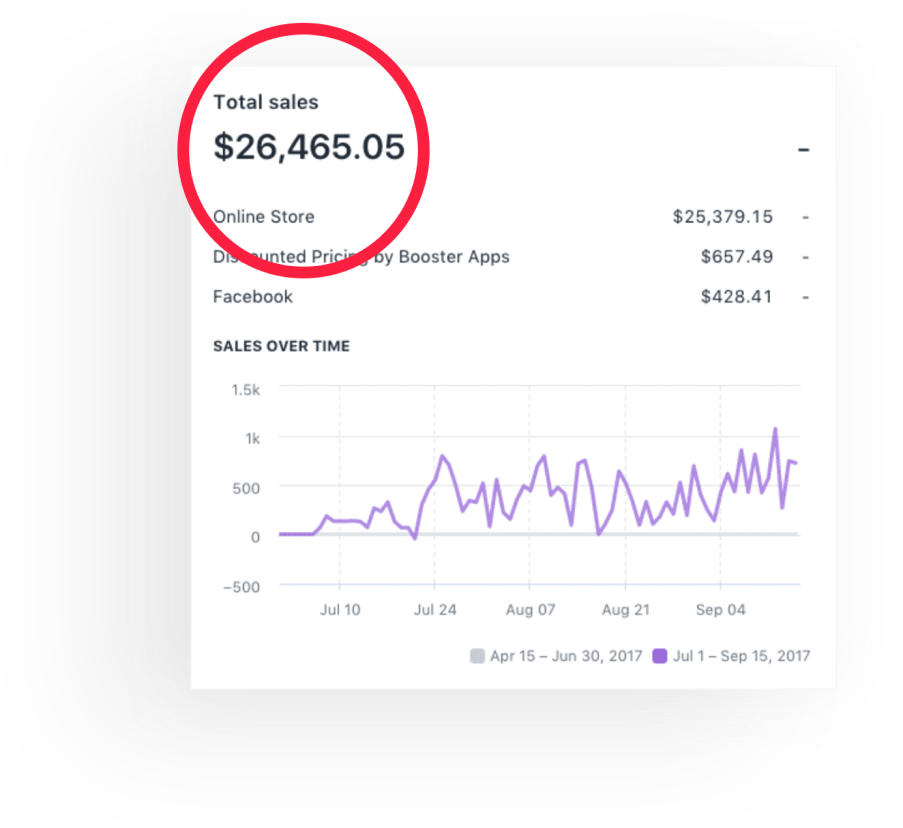 Total sales
$26,465.05 -
Online Store $25,379.15 -
Discounted Pricing by Booster Apps $657.49 -
Facebook $428.41 -
SALES OVER TIME
1.5k
1k
500
0
−500
Jul 10 Jul 24 Aug 07 Aug 21 Sep 04
Apr 15 – Jun 30, 2017 Jul 1 – Sep 15, 2017